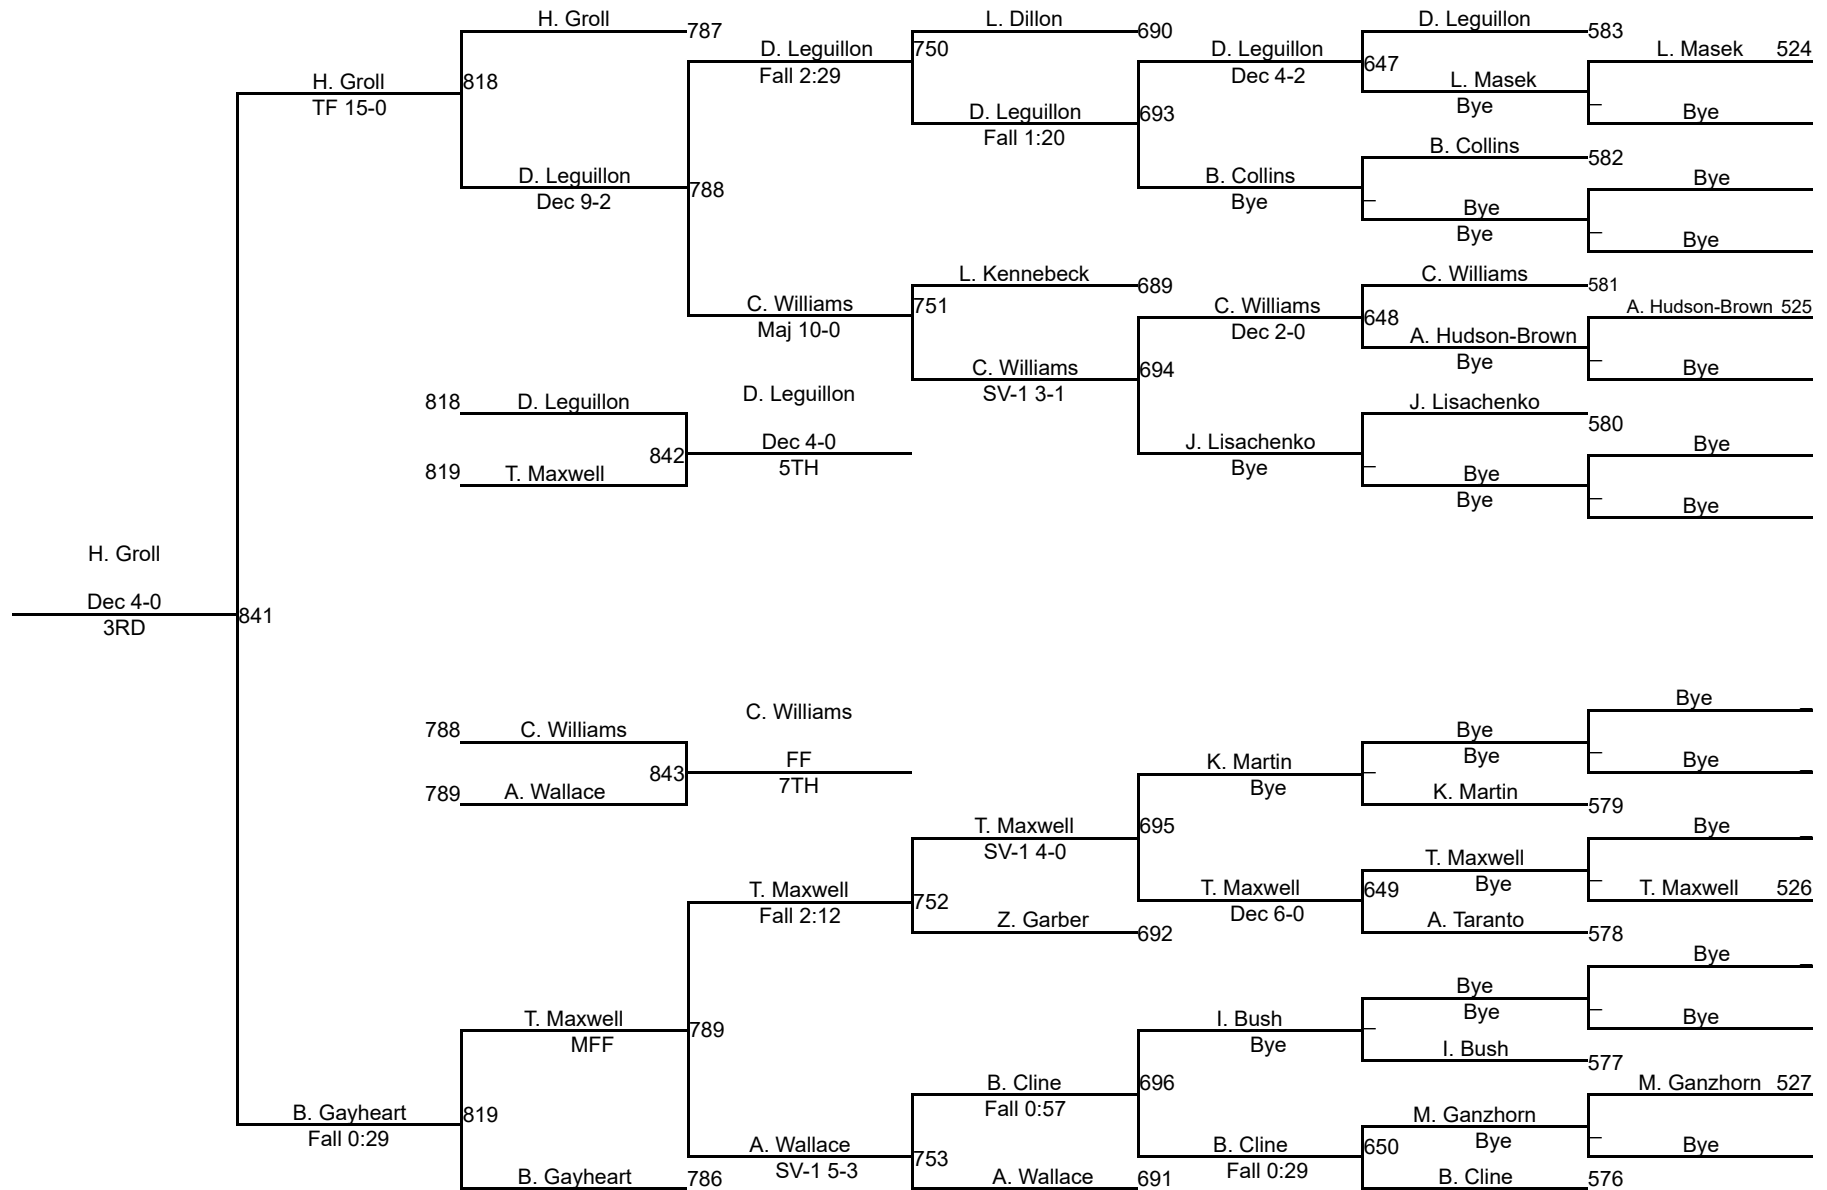 H. Groll
787
L. Dillon
690
D. Leguillon
583
D. Leguillon
750
D. Leguillon
L. Masek 524
Fall 2:29
Dec 4-2
647
H. Groll
818
L. Masek
TF 15-0
Bye
Bye
D. Leguillon
693
Fall 1:20
B. Collins
582
D. Leguillon
788
B. Collins
Bye
Dec 9-2
Bye
Bye
Bye
Bye
L. Kennebeck
689
C. Williams
581
C. Williams
751
C. Williams
648
A. Hudson-Brown 525
Maj 10-0
Dec 2-0
A. Hudson-Brown
Bye
Bye
C. Williams
694
SV-1 3-1
D. Leguillon
818
D. Leguillon
J. Lisachenko
580
Dec 4-0
842
J. Lisachenko
Bye
5TH
Bye
819
T. Maxwell
Bye
Bye
Bye
H. Groll
Dec 4-0
841
3RD
Bye
C. Williams
788
C. Williams
Bye
FF
843
K. Martin
Bye
Bye
7TH
Bye
789
A. Wallace
K. Martin
579
T. Maxwell
695
Bye
SV-1 4-0
T. Maxwell
T. Maxwell
752
T. Maxwell
649
Bye
T. Maxwell 526
Fall 2:12
Dec 6-0
Z. Garber
692
A. Taranto
578
Bye
Bye
T. Maxwell
789
I. Bush
Bye
Bye
MFF
Bye
I. Bush
577
B. Cline
696
M. Ganzhorn 527
Fall 0:57
B. Gayheart
819
M. Ganzhorn
Fall 0:29
A. Wallace
753
B. Cline
650
Bye
Bye
SV-1 5-3
Fall 0:29
B. Gayheart
786
A. Wallace
691
B. Cline
576